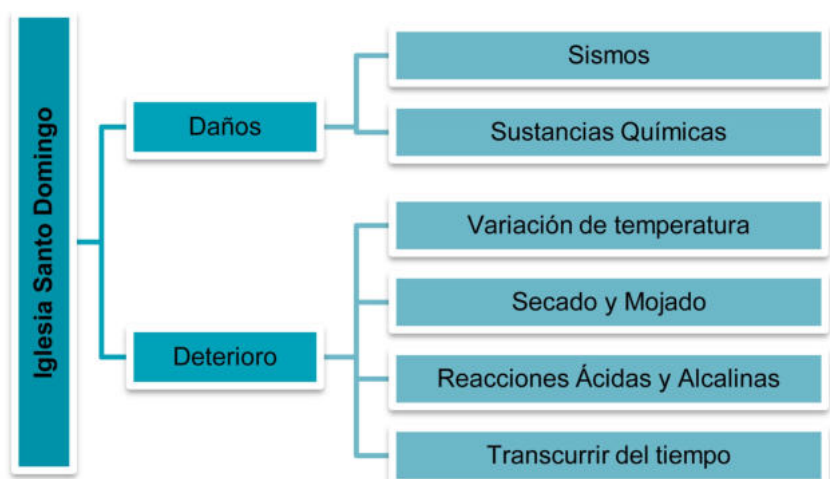 Iglesia Santo Domingo
Daños
Sismos
Sustancias Químicas
Deterioro
Variación de temperatura
Secado y Mojado
Reacciones Ácidas y Alcalinas
Transcurrir del tiempo